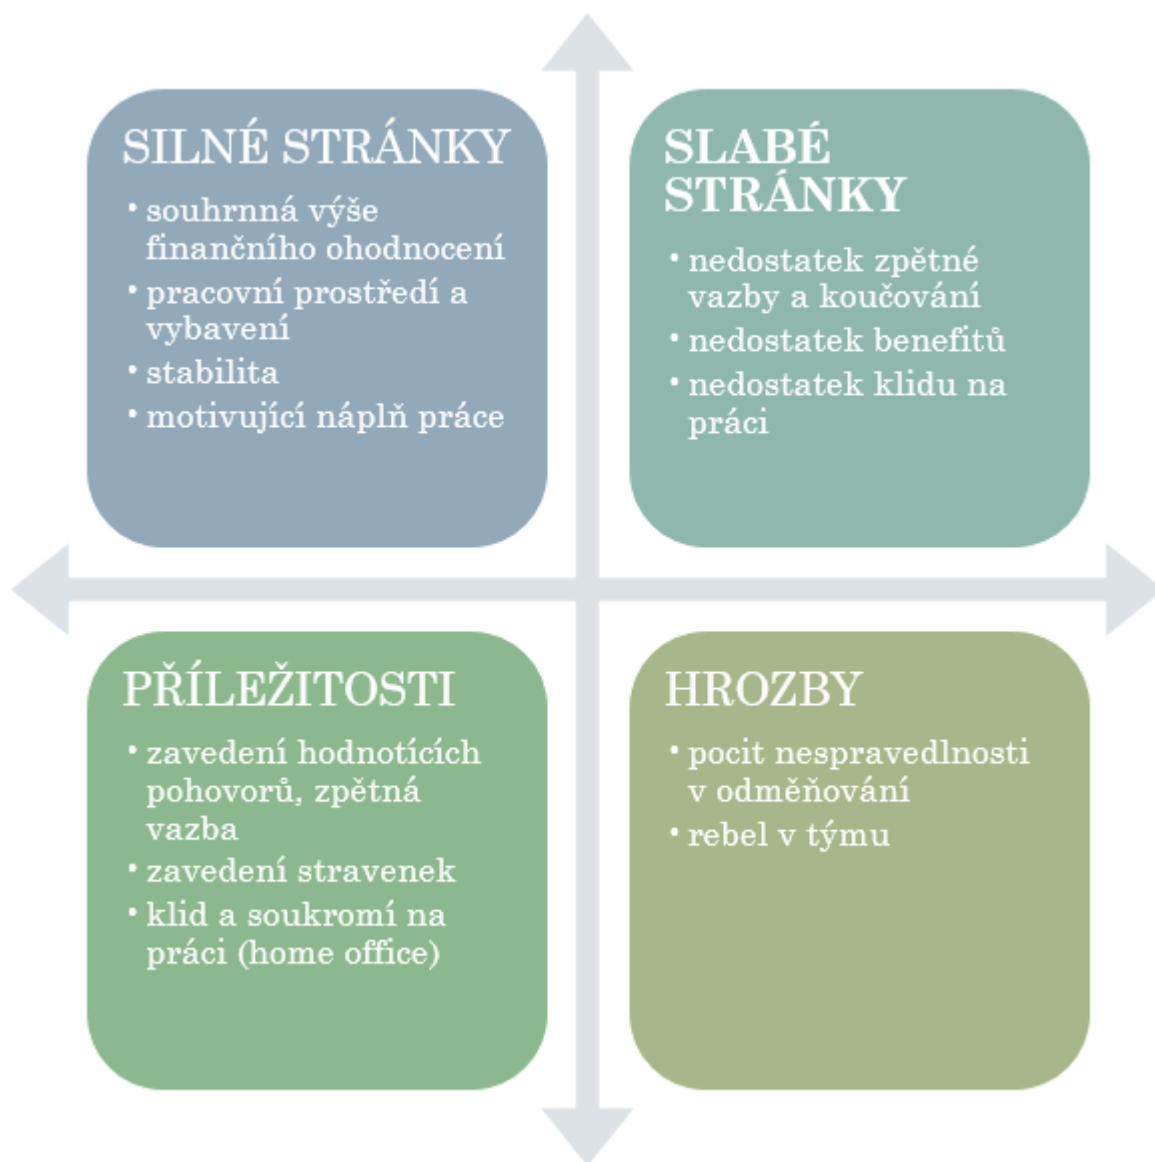 SILNÉ STRÁNKY
• souhrnná výše
finančního ohodnocení
• pracovní prostředí a
vybavení
• stabilita
• motivující náplň práce
SLABÉ
STRÁNKY
• nedostatek zpětné
vazby a koučování
• nedostatek benefitů
• nedostatek klidu na
práci
PŘÍLEŽITOSTI
• zavedení hodnotících
pohovorů, zpětná
vazba
• zavedení stravenek
• klid a soukromí na
práci (home office)
HROZBY
• pocit nespravedlnosti
v odměňování
• rebel v týmu